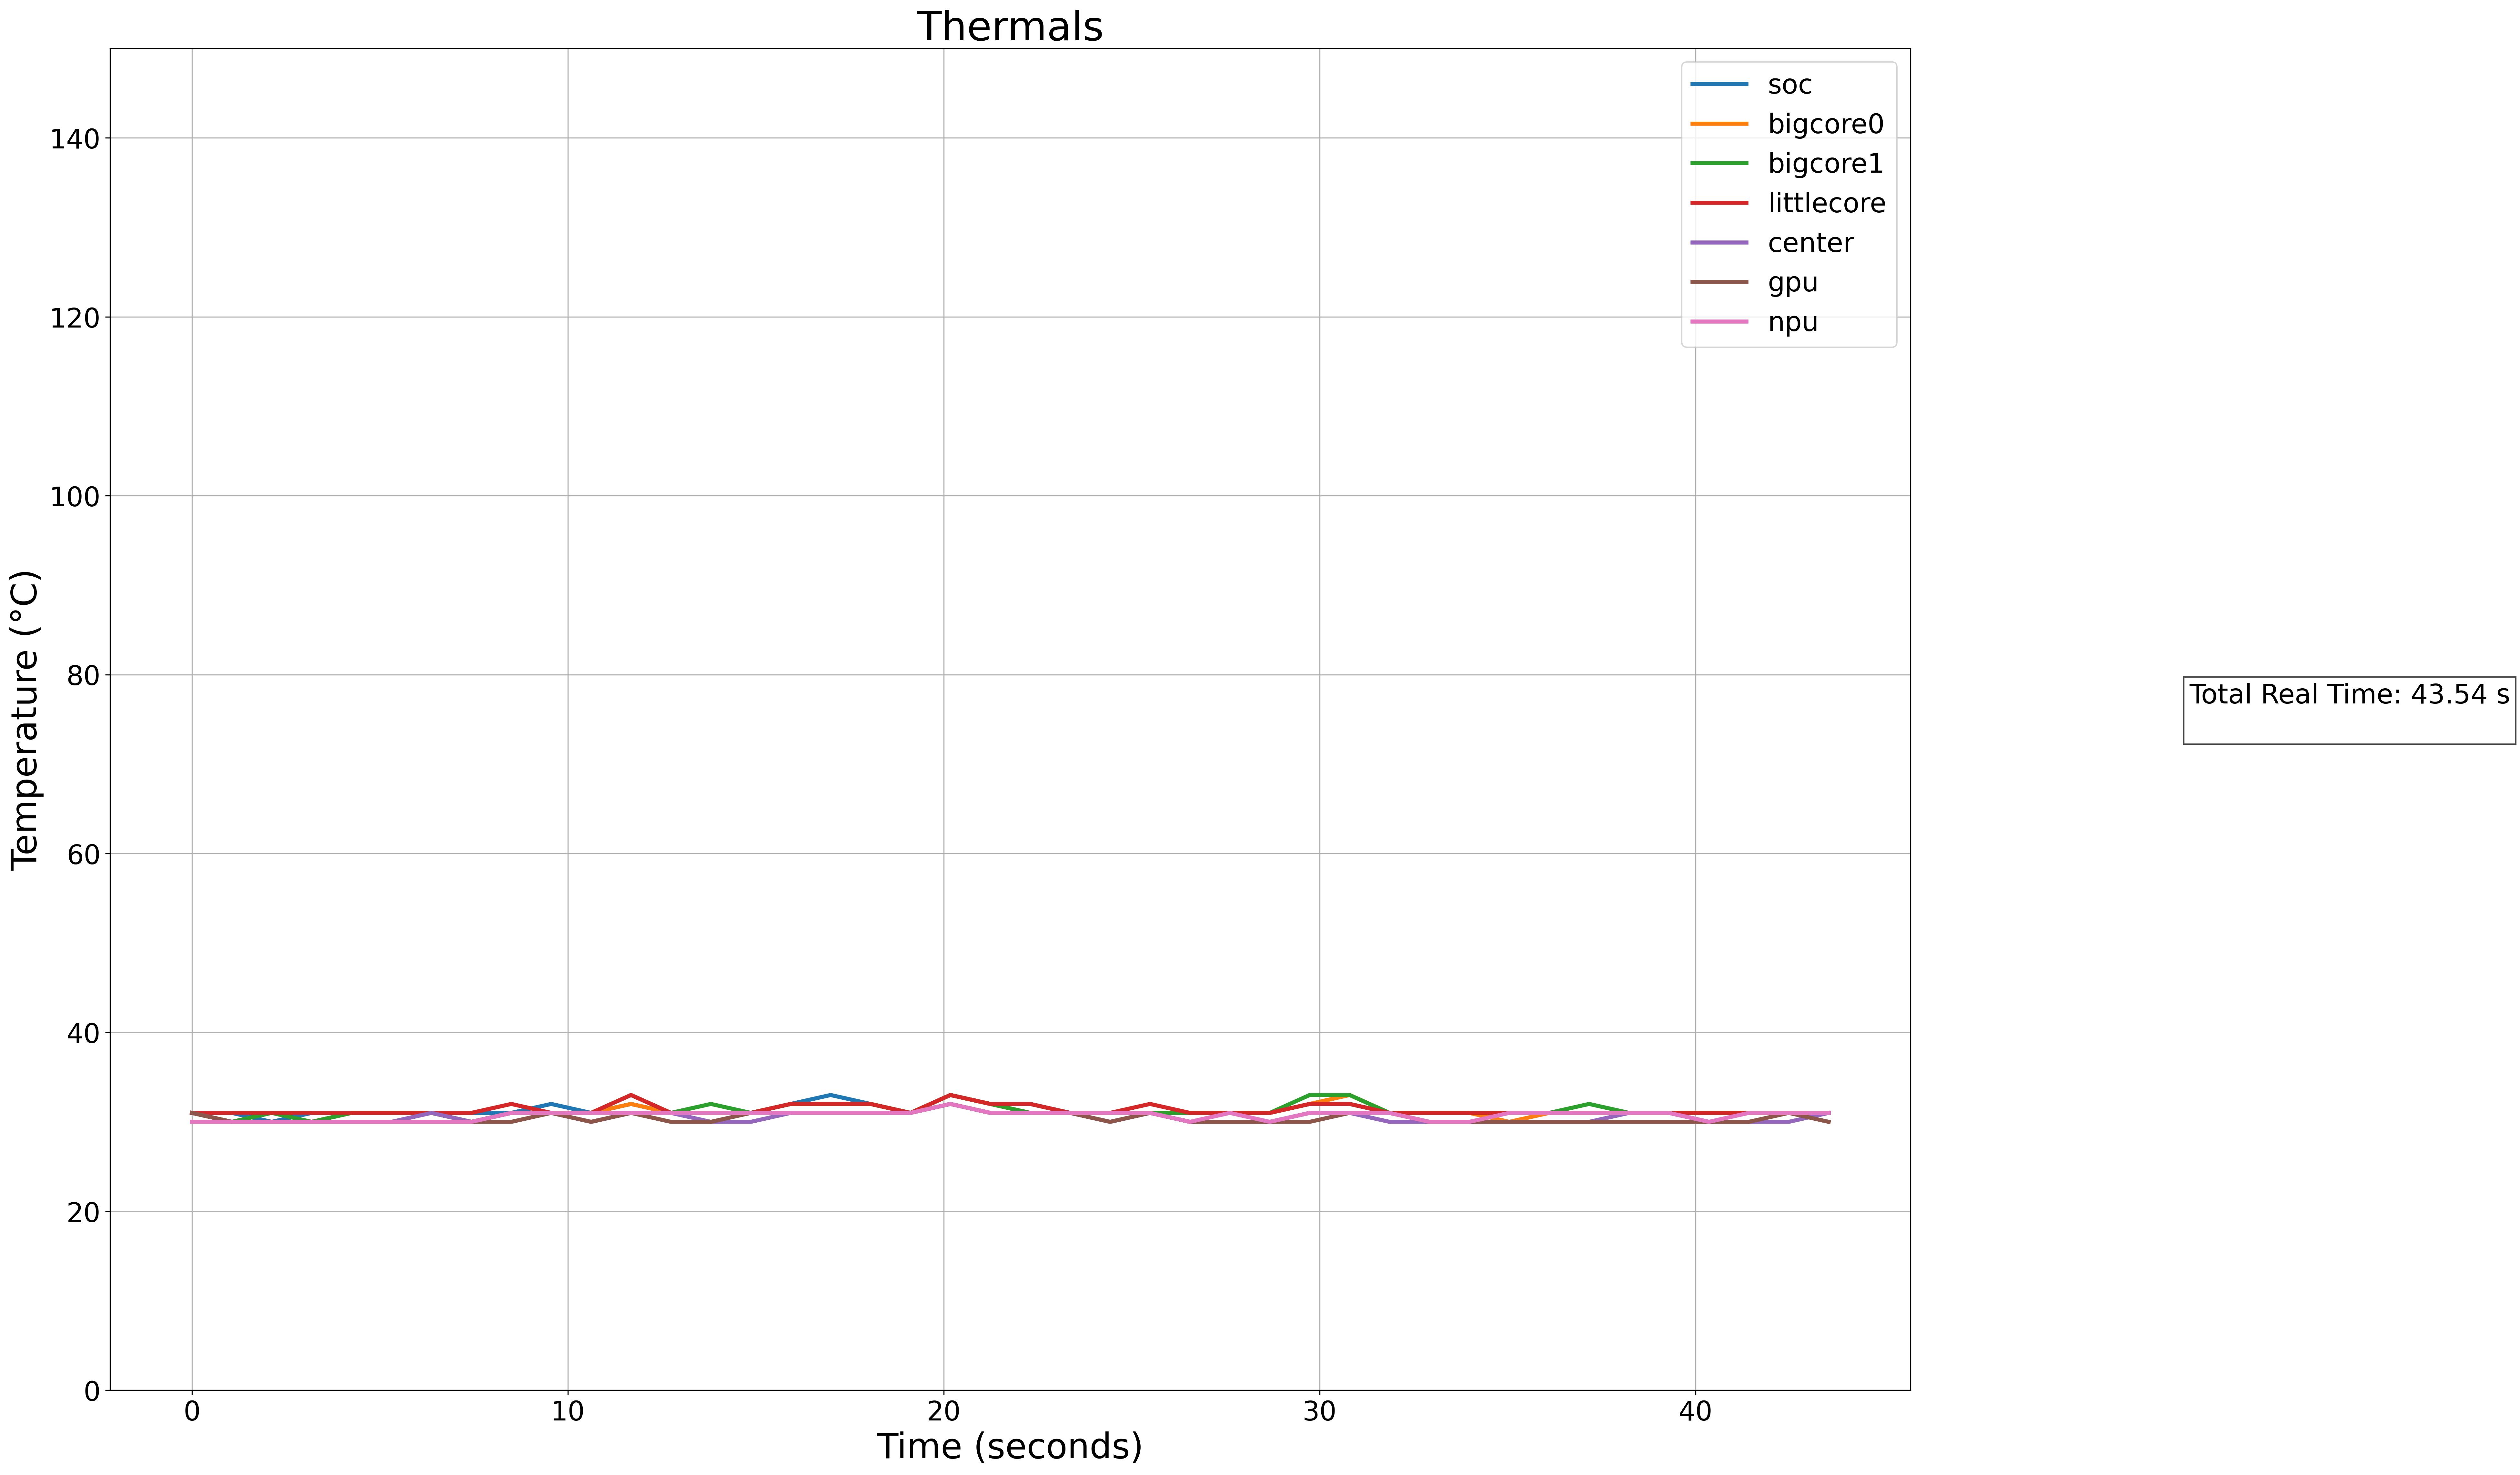 Thermals
soc
bigcore0
bigcore1
littlecore
center
gpu
npu
140
120
100
80
60
40
20
0
Temperature (°C)
0 10 20 30 40
Time (seconds)
Total Real Time: 43.54 s